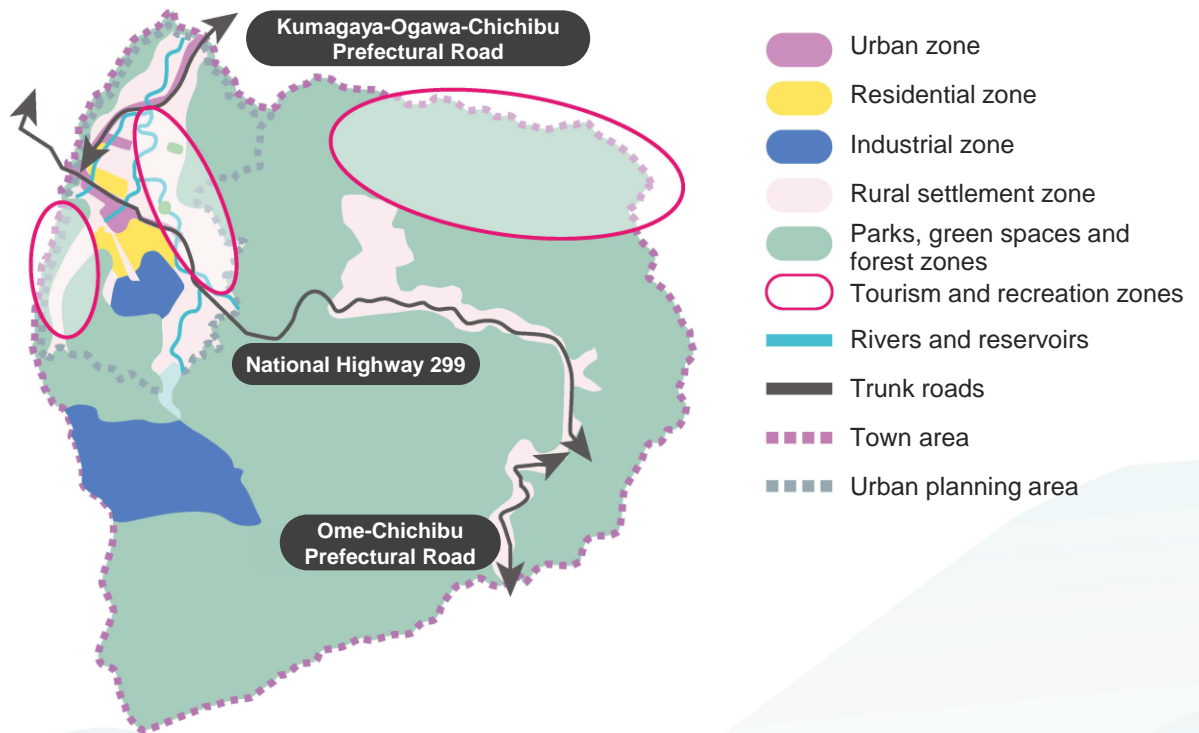 Kumagaya-Ogawa-Chichibu
Prefectural Road
National Highway 299
Ome-Chichibu
Prefectural Road
Urban zone
Residential zone
Industrial zone
Rural settlement zone
Parks, green spaces and
forest zones
Tourism and recreation zones
Rivers and reservoirs
Trunk roads
Town area
Urban planning area